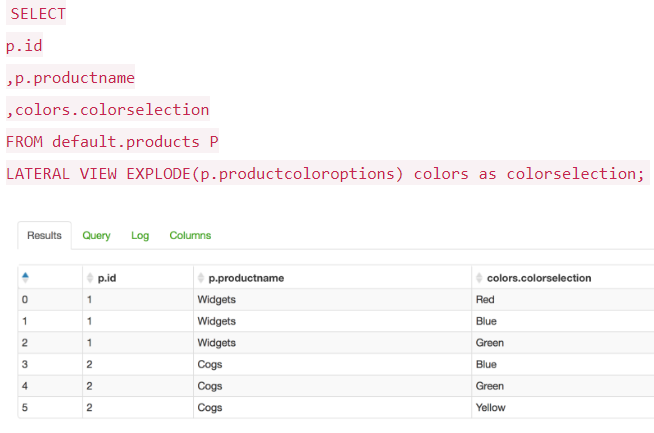 SELECT
p.id
,p.productname
,colors.colorselection
FROM default.products P
LATERAL VIEW EXPLODE(p.productcoloroptions) colors as colorselection;
Results Query Log Columns
p.id p.productname colors.colorselection
0 1 Widgets Red
1 1 Widgets Blue
2 1 Widgets Green
3 2 Cogs Blue
4 2 Cogs Green
5 2 Cogs Yellow